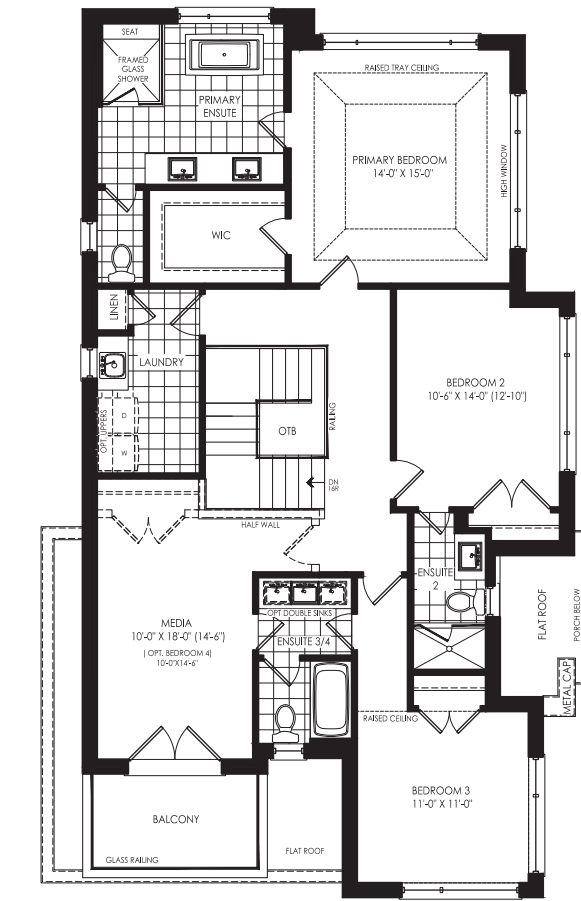 SEAT
FRAMED
GLASS
SHOWER
PRIMARY
ENSUITE
RAISED TRAY CEILING
PRIMARY BEDROOM
14'-0" X 15'-0"
HIGH WINDOW
WIC
LINEN
LAUNDRY
OPT. UPPERS
D
W
OTB
RAILING
DN
16R
HALF WALL
BEDROOM 2
10'-6" X 14'-0" (12'-10")
ENSUITE
2
FLAT ROOF
PORCH BELOW
METAL CAP
MEDIA
10'-0" X 18'-0" (14'-6")
( OPT. BEDROOM 4)
10'-0"X14'-6"
OPT DOUBLE SINKS
ENSUITE 3/4
RAISED CEILING
BEDROOM 3
11'-0" X 11'-0"
BALCONY
GLASS RAILING
FLAT ROOF